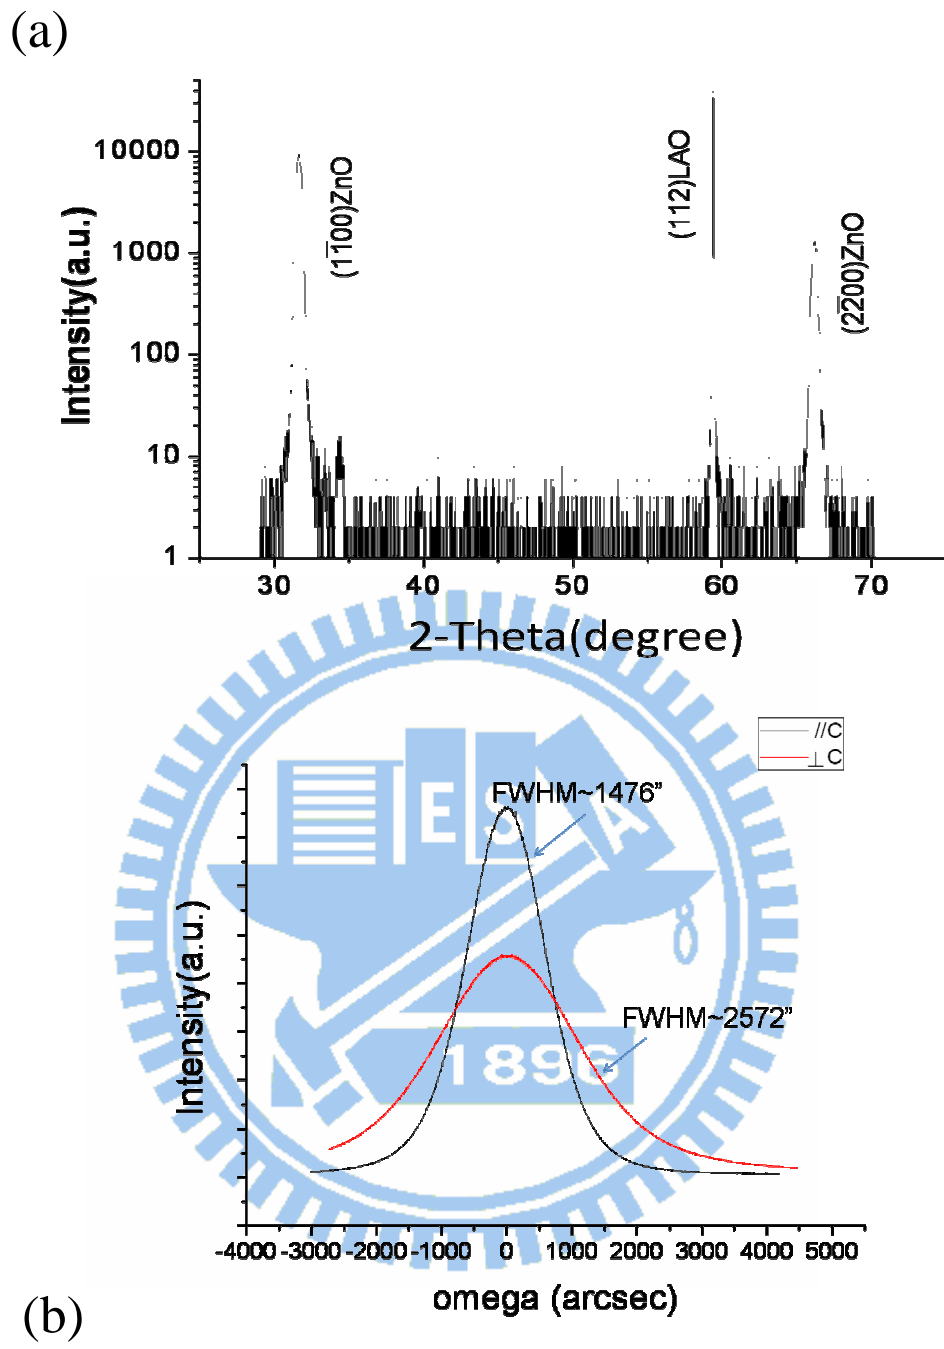 (a)
10000
1000
100
10
1
Intensity(a.u.)
(1̅100)ZnO
(112)LAO
(2̅200)ZnO
30 40 50 60 70
2-Theta(degree)
//C
⊥C
FWHM~1476”
FWHM~2572”
E S A
1896
Intensity(a.u.)
-4000 -3000 -2000 -1000 0 1000 2000 3000 4000 5000
omega (arcsec)
(b)